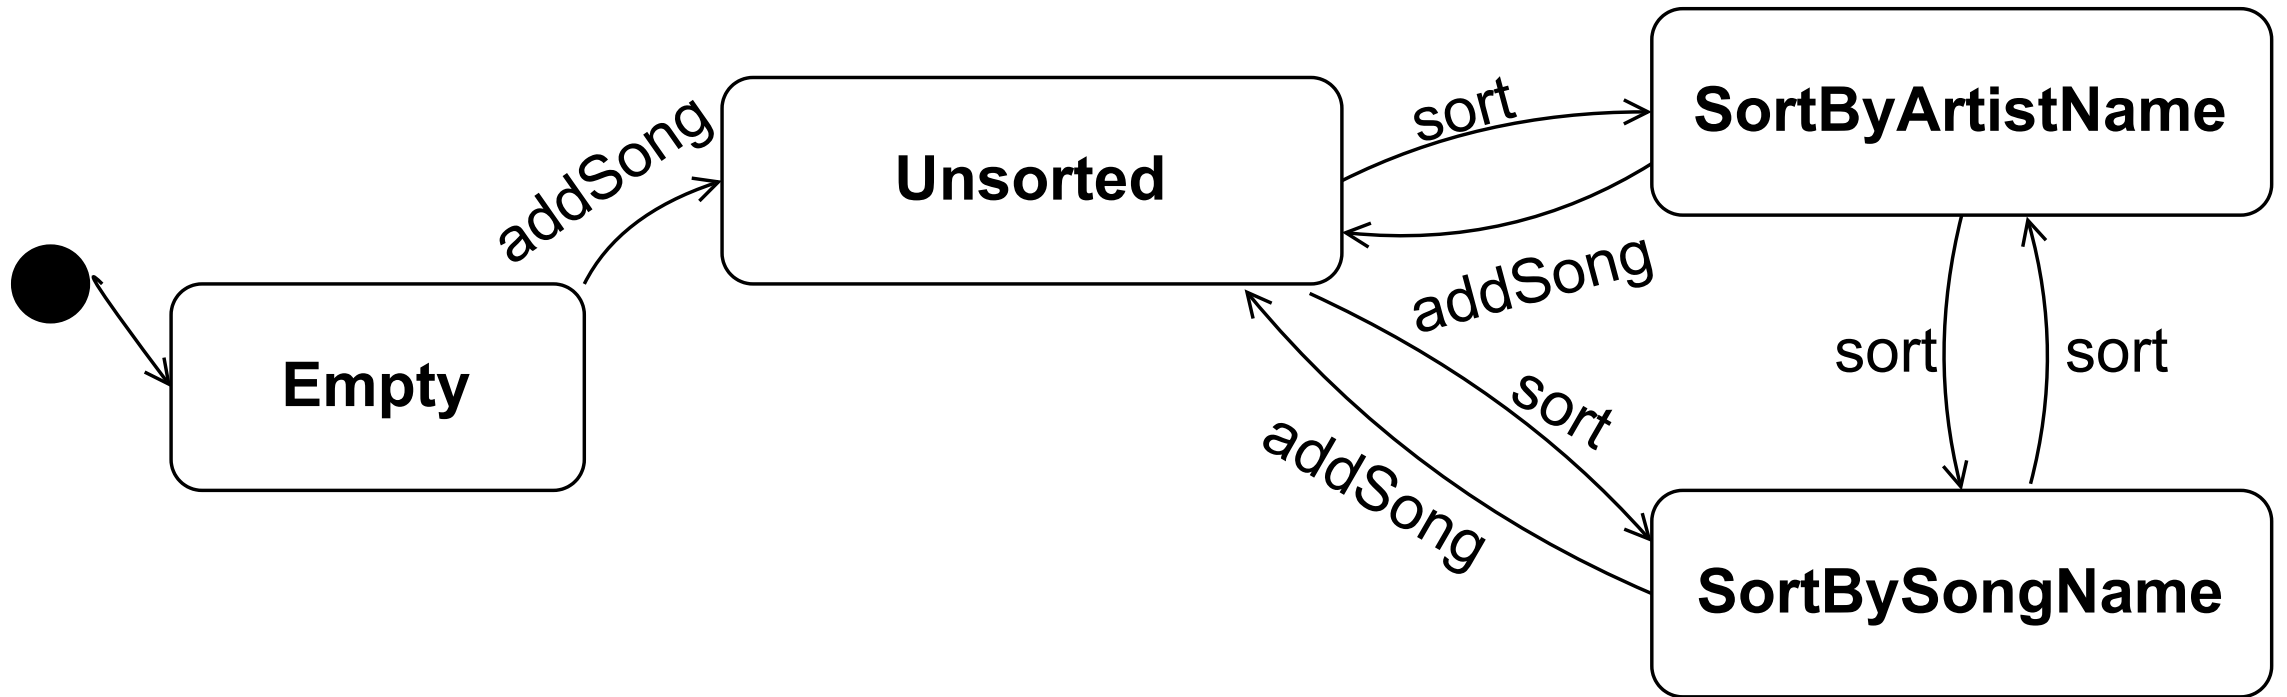 SortByArtistName
sort
addSong
Unsorted
addSong
sort
sort
sort
Empty
addSong
SortBySongName